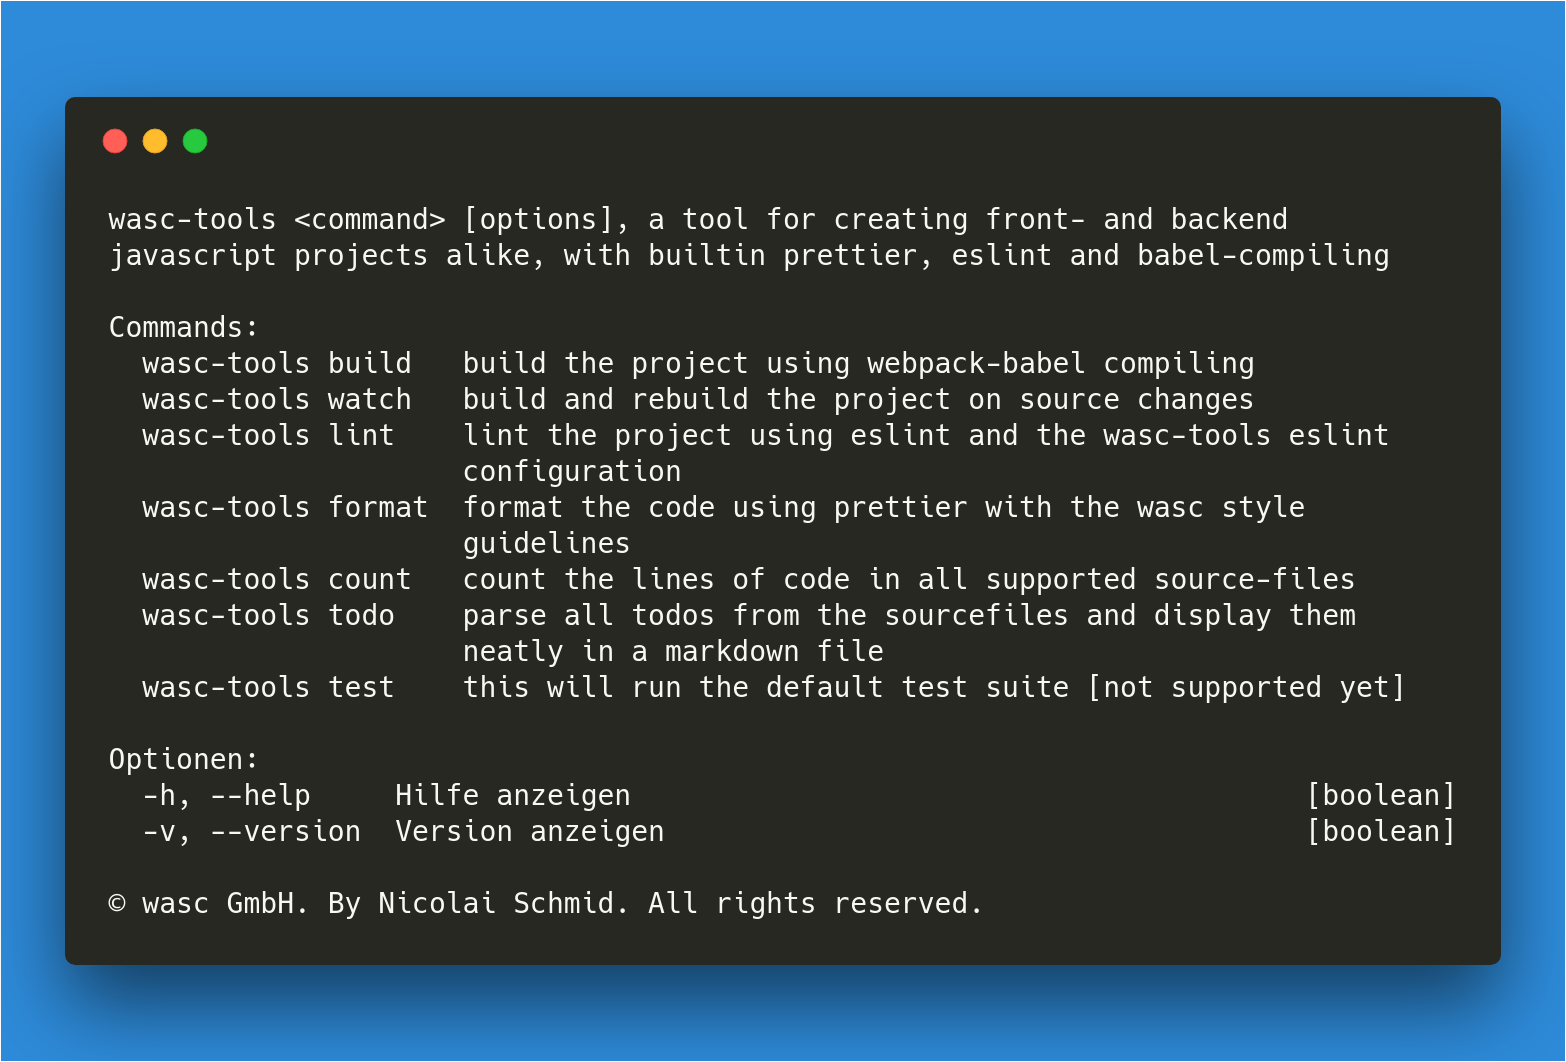 wasc-tools <command> [options], a tool for creating front- and backend
javascript projects alike, with builtin prettier, eslint and babel-compiling
Commands:
wasc-tools build   build the project using webpack-babel compiling
wasc-tools watch   build and rebuild the project on source changes
wasc-tools lint    lint the project using eslint and the wasc-tools eslint
configuration
wasc-tools format  format the code using prettier with the wasc style
guidelines
wasc-tools count   count the lines of code in all supported source-files
wasc-tools todo    parse all todos from the sourcefiles and display them
neatly in a markdown file
wasc-tools test    this will run the default test suite [not supported yet]
Optionen:
-h, --help     Hilfe anzeigen [boolean]
-v, --version  Version anzeigen [boolean]
© wasc GmbH. By Nicolai Schmid. All rights reserved.